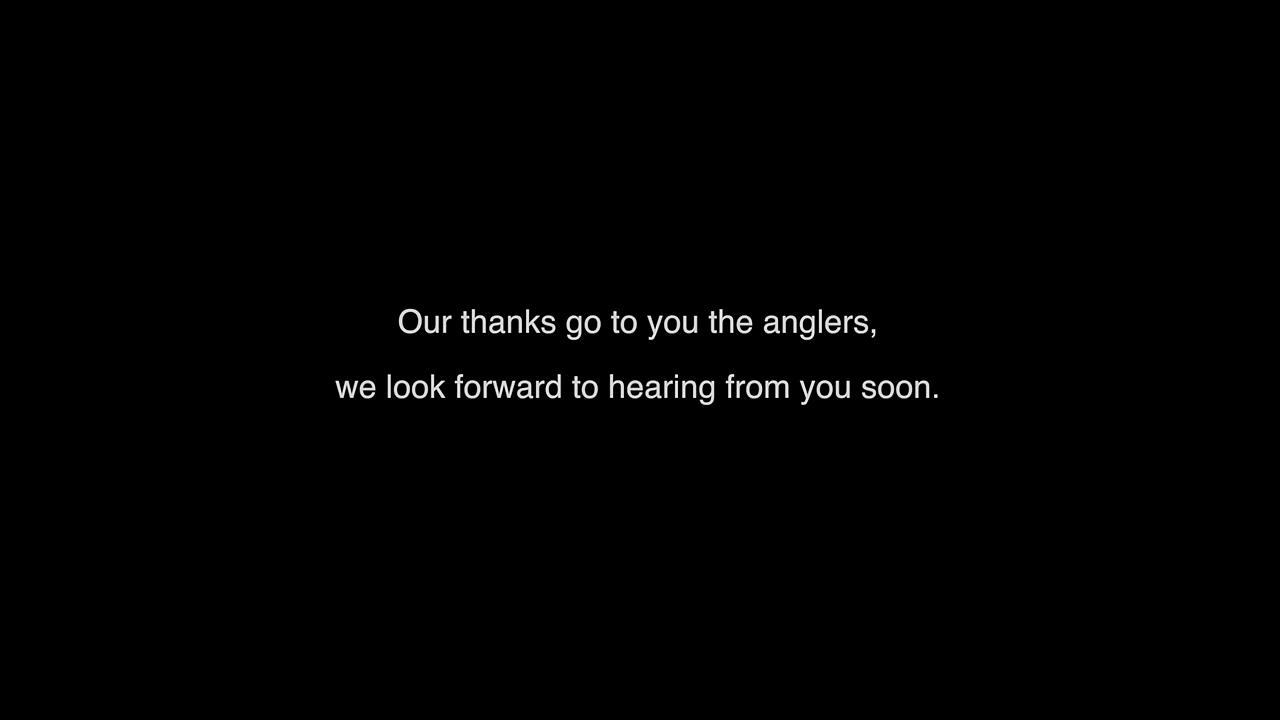 Our thanks go to you the anglers,
we look forward to hearing from you soon.